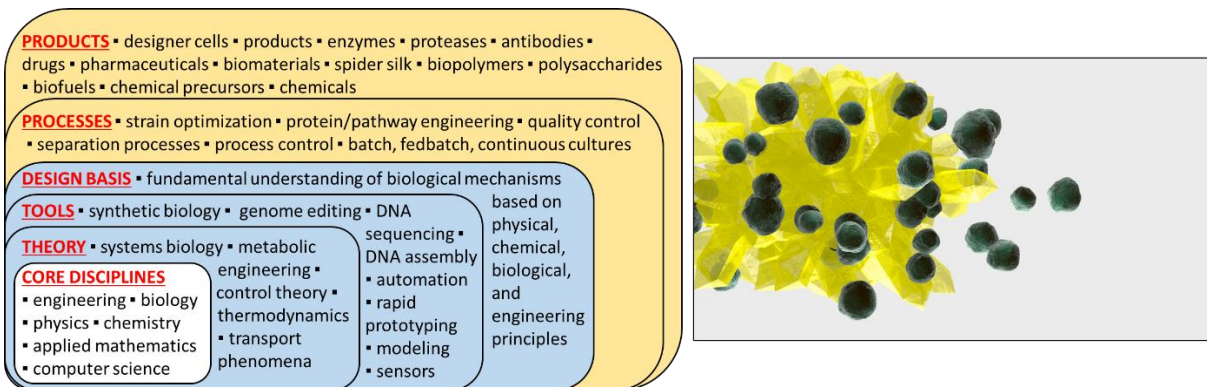 PRODUCTS ▪ designer cells ▪ products ▪ enzymes ▪ proteases ▪ antibodies ▪
drugs ▪ pharmaceuticals ▪ biomaterials ▪ spider silk ▪ biopolymers ▪ polysaccharides
▪ biofuels ▪ chemical precursors ▪ chemicals
PROCESSES ▪ strain optimization ▪ protein/pathway engineering ▪ quality control
▪ separation processes ▪ process control ▪ batch, fedbatch, continuous cultures
DESIGN BASIS ▪ fundamental understanding of biological mechanisms
based on
physical,
chemical,
biological,
and
engineering
principles
TOOLS ▪ synthetic biology ▪ genome editing ▪ DNA
sequencing ▪
DNA assembly
▪ automation
▪ rapid
prototyping
▪ modeling
▪ sensors
THEORY ▪ systems biology ▪ metabolic
engineering ▪
control theory ▪
thermodynamics
▪ transport
phenomena
CORE DISCIPLINES
▪ engineering ▪ biology
▪ physics ▪ chemistry
▪ applied mathematics
▪ computer science